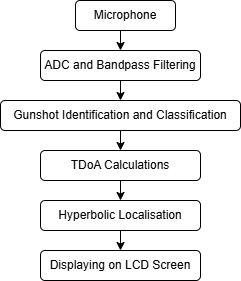 Microphone
ADC and Bandpass Filtering
Gunshot Identification and Classification
TDoA Calculations
Hyperbolic Localisation
Displaying on LCD Screen